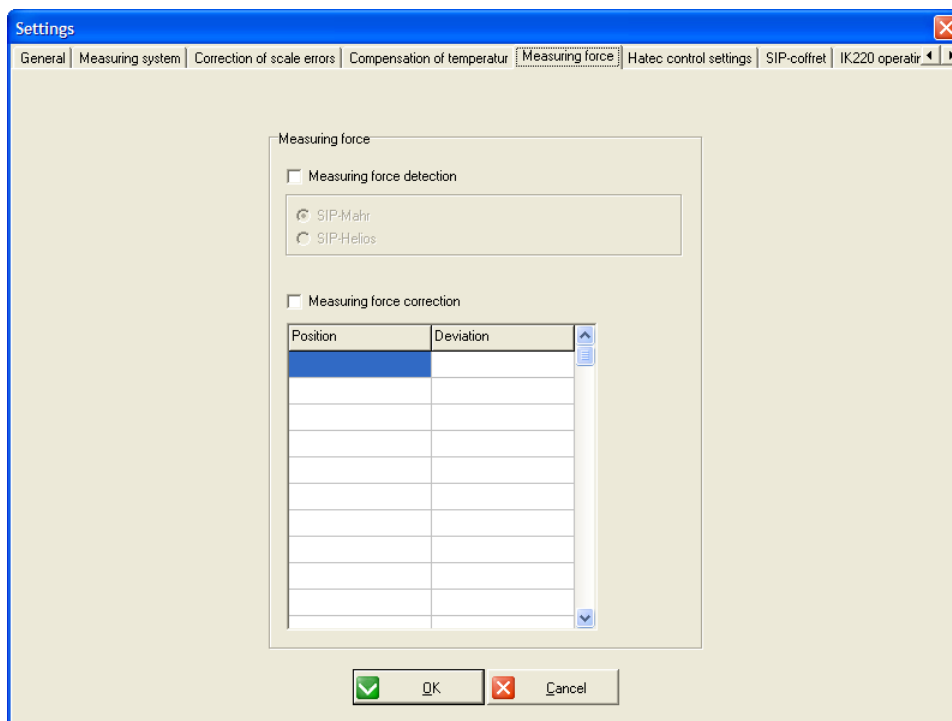 Settings
General Measuring system Correction of scale errors Compensation of temperatur Measuring force Hatec control settings SIP-coffret IK220 operatin
Measuring force
Measuring force detection
SIP-Mahr
SIP-Helios
Measuring force correction
Position Deviation
OK Cancel